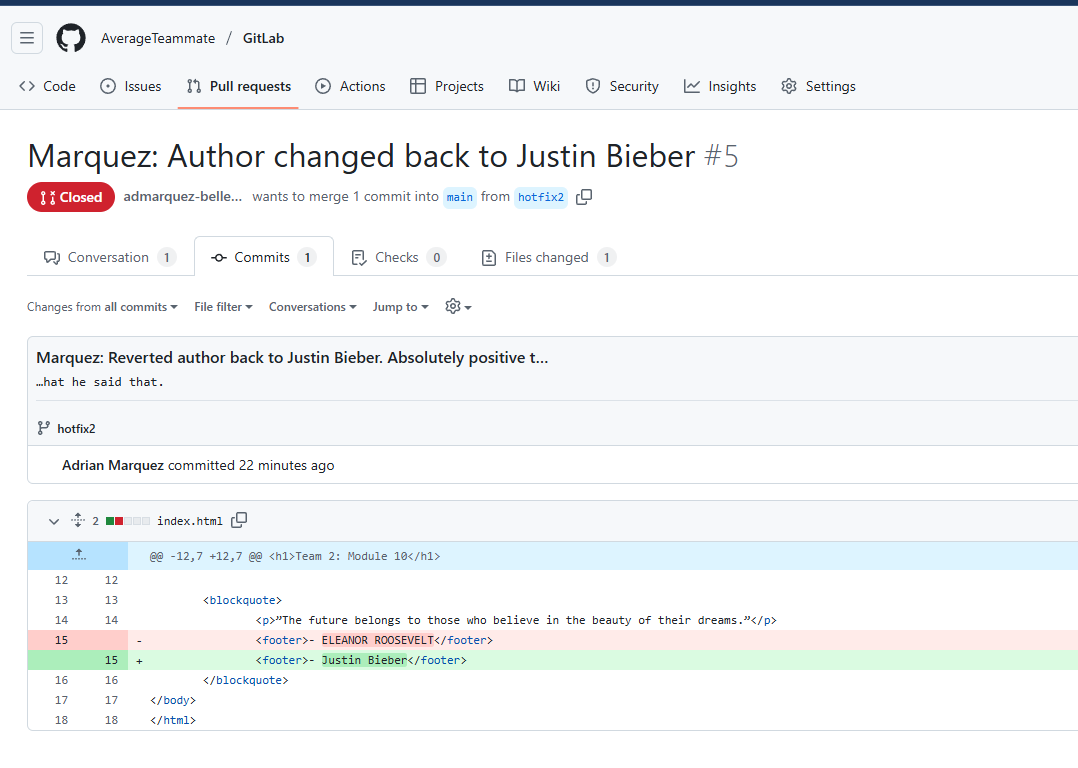 AverageTeammate / GitLab
Code Issues Pull requests Actions Projects Wiki Security Insights Settings
Marquez: Author changed back to Justin Bieber #5
Closed admarquez-belle... wants to merge 1 commit into main from hotfix2
Conversation 1 Commits 1 Checks 0 Files changed 1
Changes from all commits File filter Conversations Jump to
Marquez: Reverted author back to Justin Bieber. Absolutely positive t...
…hat he said that.
hotfix2
Adrian Marquez committed 22 minutes ago
2 index.html
@@ -12,7 +12,7 @@ <h1>Team 2: Module 10</h1>
12 12
13 13 <blockquote>
14 14 <p>”The future belongs to those who believe in the beauty of their dreams.”</p>
15 - <footer>- ELEANOR ROOSEVELT</footer>
15 + <footer>- Justin Bieber</footer>
16 16 </blockquote>
17 17 </body>
18 18 </html>